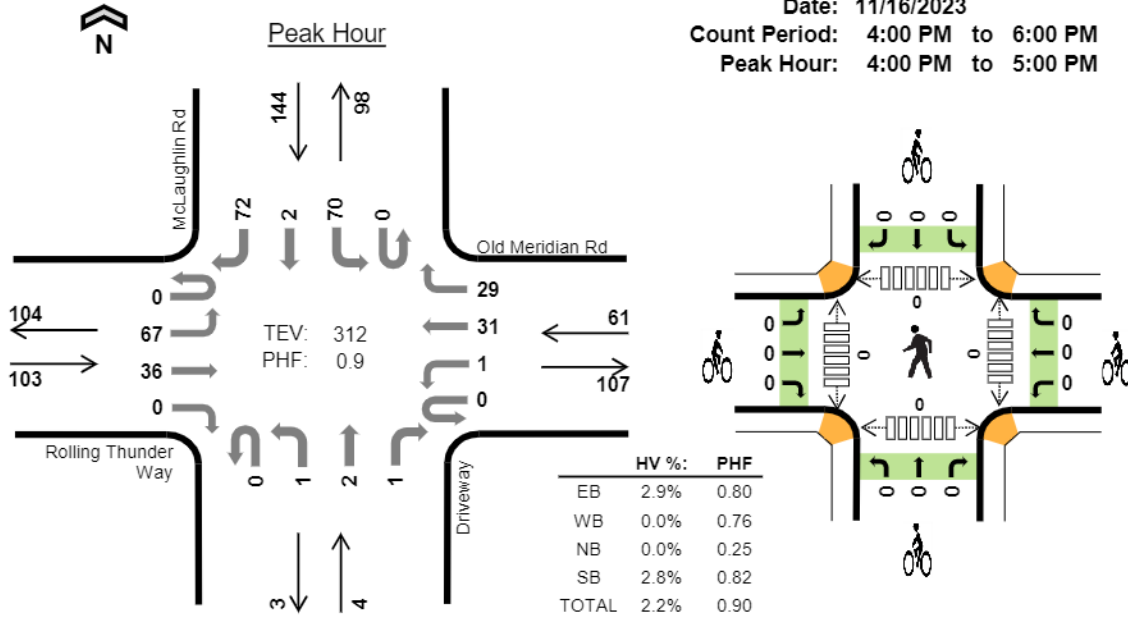 Date: 11/16/2023
Count Period: 4:00 PM to 6:00 PM
Peak Hour: 4:00 PM to 5:00 PM
N
Peak Hour
144
98
McLaughlin Rd
72
2
70
0
Old Meridian Rd
0
67
36
0
104
103
TEV: 312
PHF: 0.9
29
31
1
0
61
107
Rolling Thunder
Way
0
1
2
1
Driveway
3
4
HV %: PHF
EB 2.9% 0.80
WB 0.0% 0.76
NB 0.0% 0.25
SB 2.8% 0.82
TOTAL 2.2% 0.90
0 0 0
0
0
0
0
0
0
0
0
0
0
0
0 0 0